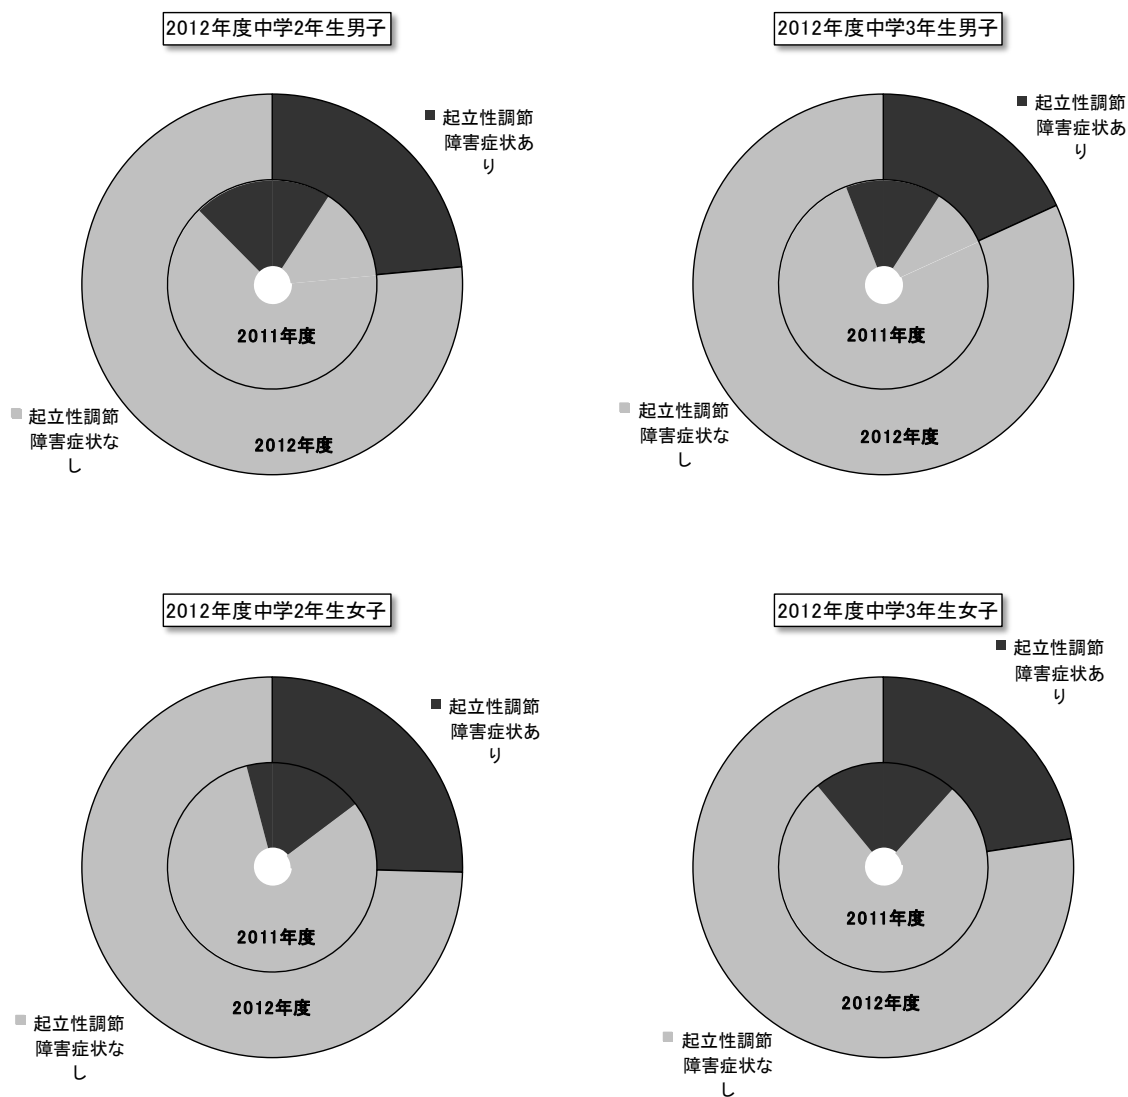 2012年度中学2年生男子
起立性調節
障害症状あ
り
2011年度
起立性調節
障害症状な
し
2012年度
2012年度中学3年生男子
起立性調節
障害症状あ
り
2011年度
起立性調節
障害症状な
し
2012年度
2012年度中学2年生女子
起立性調節
障害症状あ
り
2011年度
2012年度
起立性調節
障害症状な
し
2012年度中学3年生女子
起立性調節
障害症状あ
り
2011年度
2012年度
起立性調節
障害症状な
し